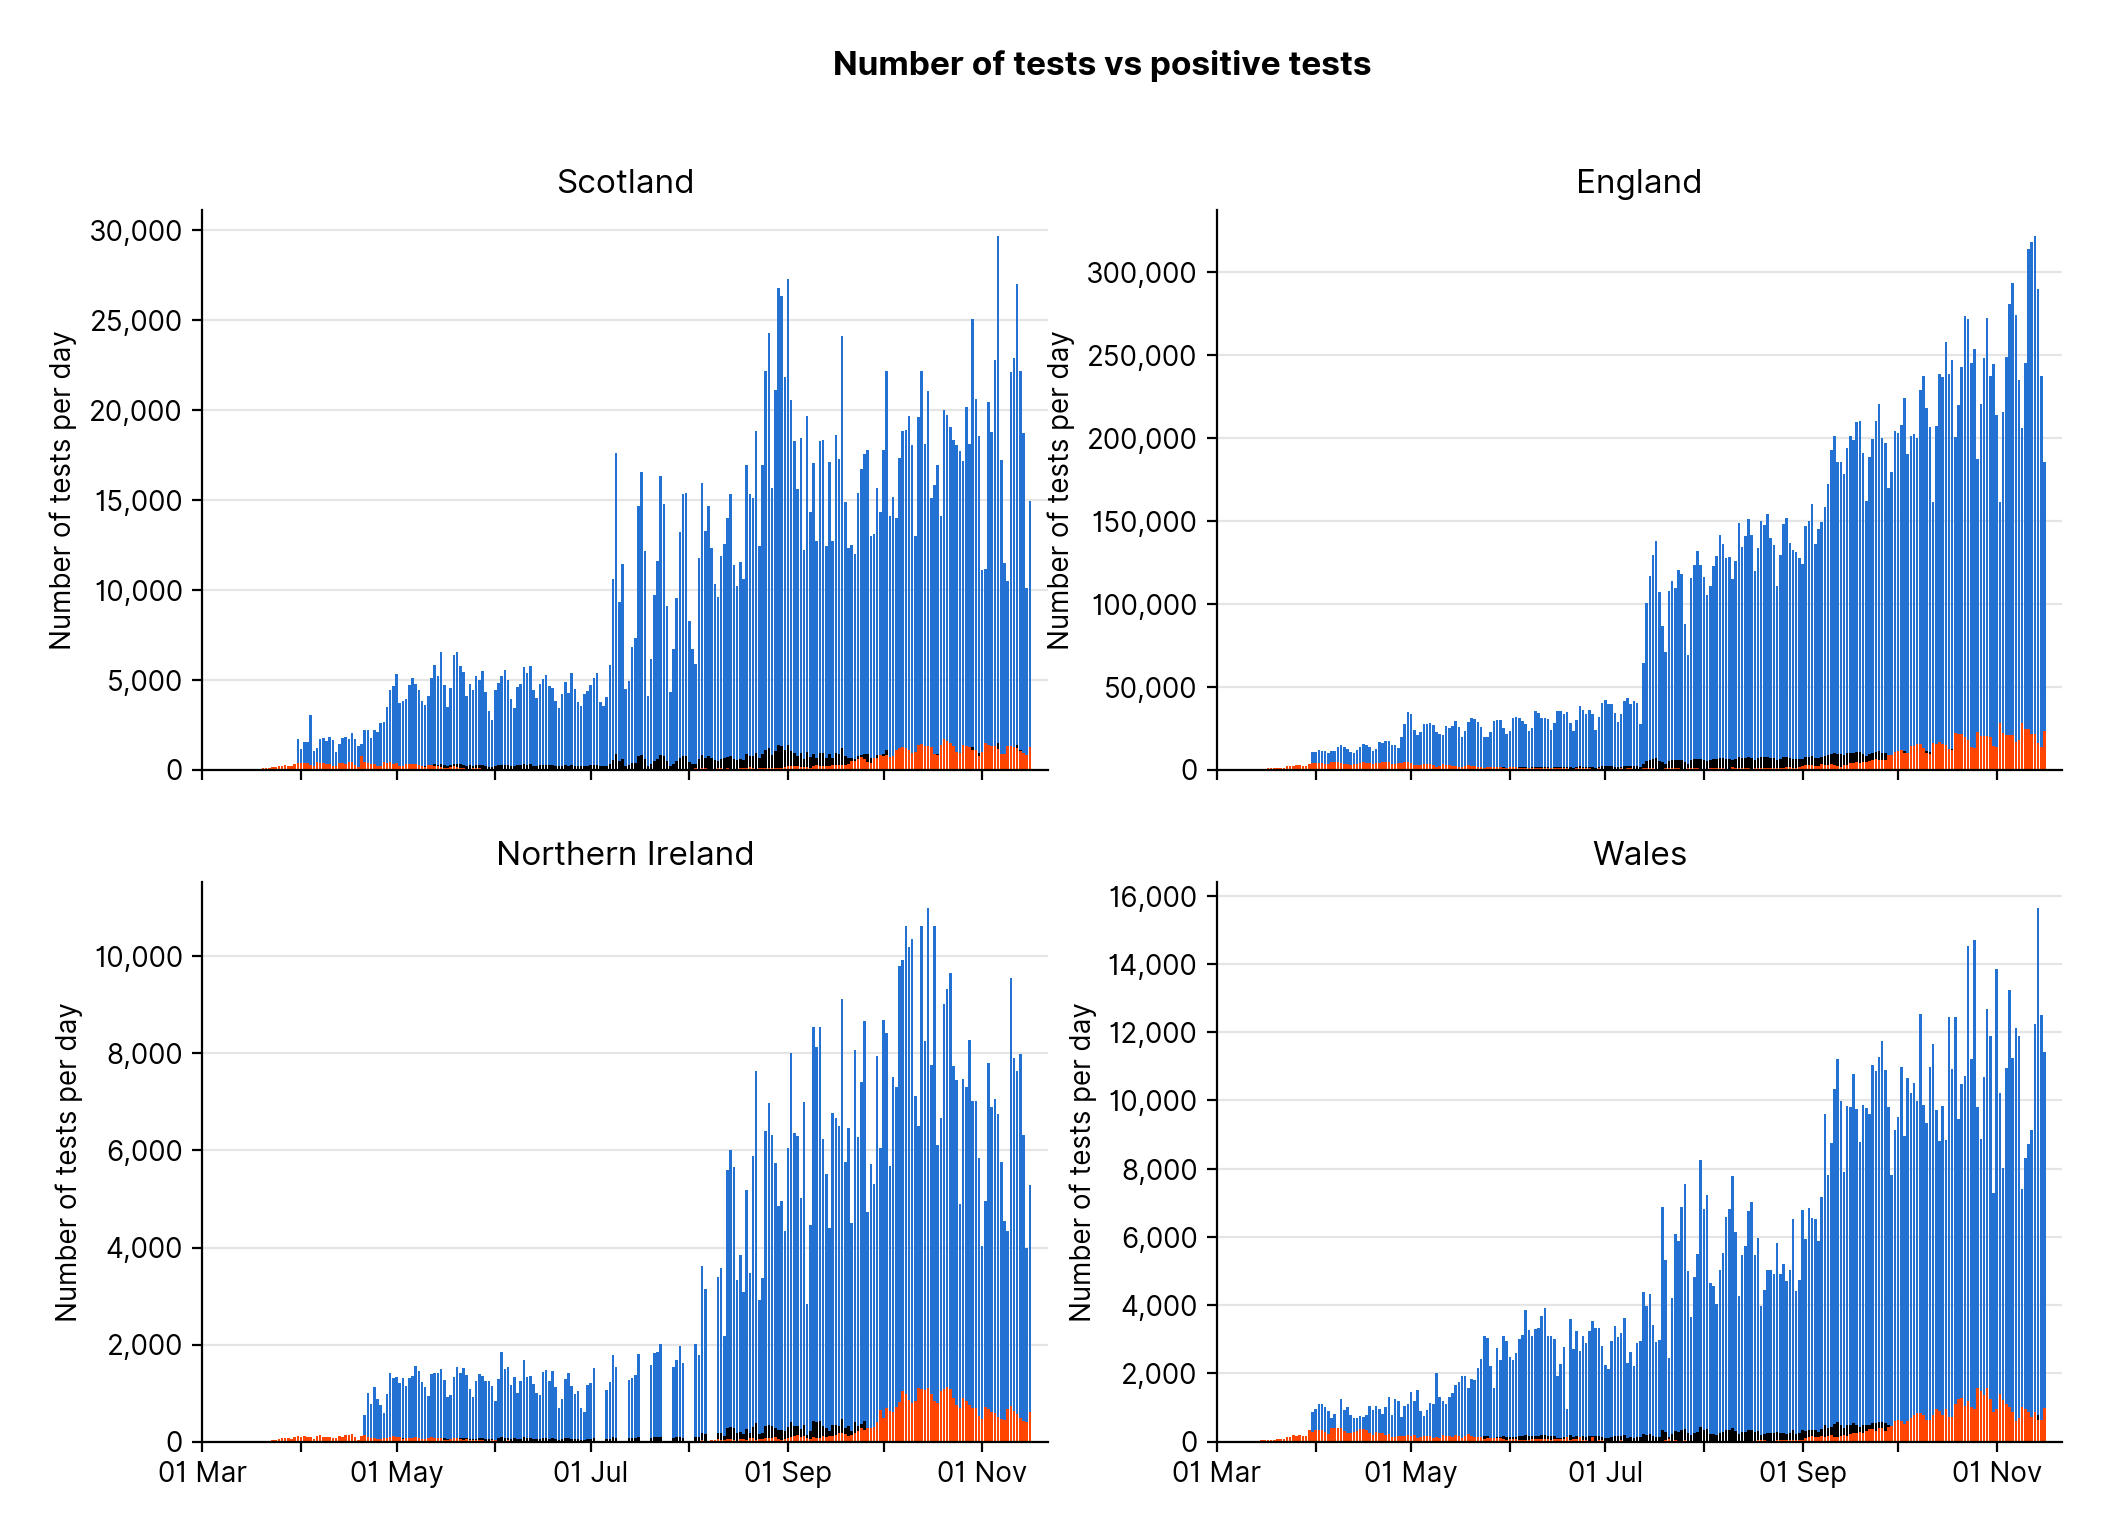 Number of tests vs positive tests
Scotland
30,000
25,000
20,000
15,000
10,000
5,000
0
Number of tests per day
England
300,000
250,000
200,000
150,000
100,000
50,000
0
Number of tests per day
Northern Ireland
10,000
8,000
6,000
4,000
2,000
0
Number of tests per day
01 Mar
01 May
01 Jul
01 Sep
01 Nov
Wales
16,000
14,000
12,000
10,000
8,000
6,000
4,000
2,000
0
Number of tests per day
01 Mar
01 May
01 Jul
01 Sep
01 Nov